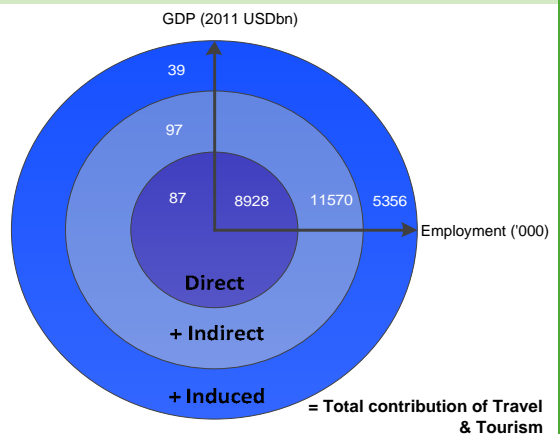 GDP (2011 USDbn)
39
97
87
8928
11570
5356
Employment ('000)
Direct
+ Indirect
+ Induced
= Total contribution of Travel
& Tourism